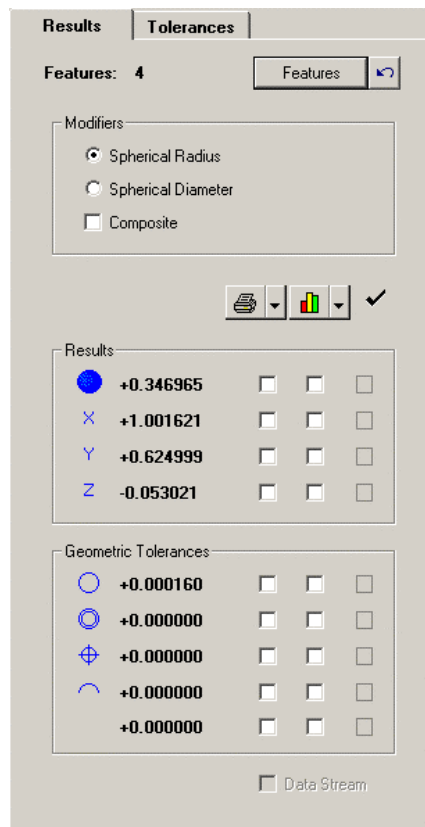 Results Tolerances
Features: 4 Features
Modifiers
Spherical Radius
Spherical Diameter
Composite
Results
+0.346965
X +1.001621
Y +0.624999
Z -0.053021
Geometric Tolerances
+0.000160
+0.000000
+0.000000
+0.000000
+0.000000
Data Stream